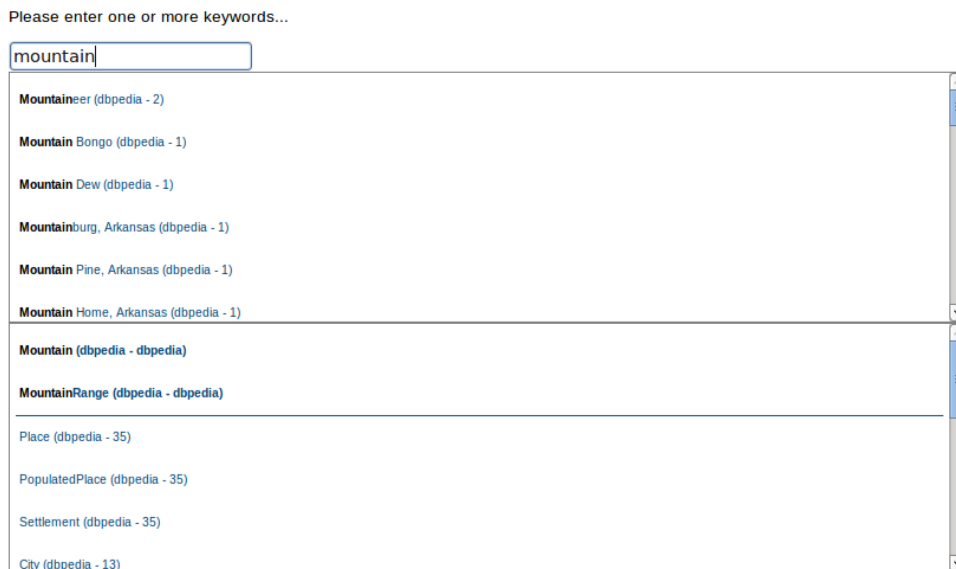 Please enter one or more keywords...
mountain
Mountaineer (dbpedia - 2)
Mountain Bongo (dbpedia - 1)
Mountain Dew (dbpedia - 1)
Mountainburg, Arkansas (dbpedia - 1)
Mountain Pine, Arkansas (dbpedia - 1)
Mountain Home, Arkansas (dbpedia - 1)
Mountain (dbpedia - dbpedia)
MountainRange (dbpedia - dbpedia)
Place (dbpedia - 35)
PopulatedPlace (dbpedia - 35)
Settlement (dbpedia - 35)
City (dbpedia - 13)